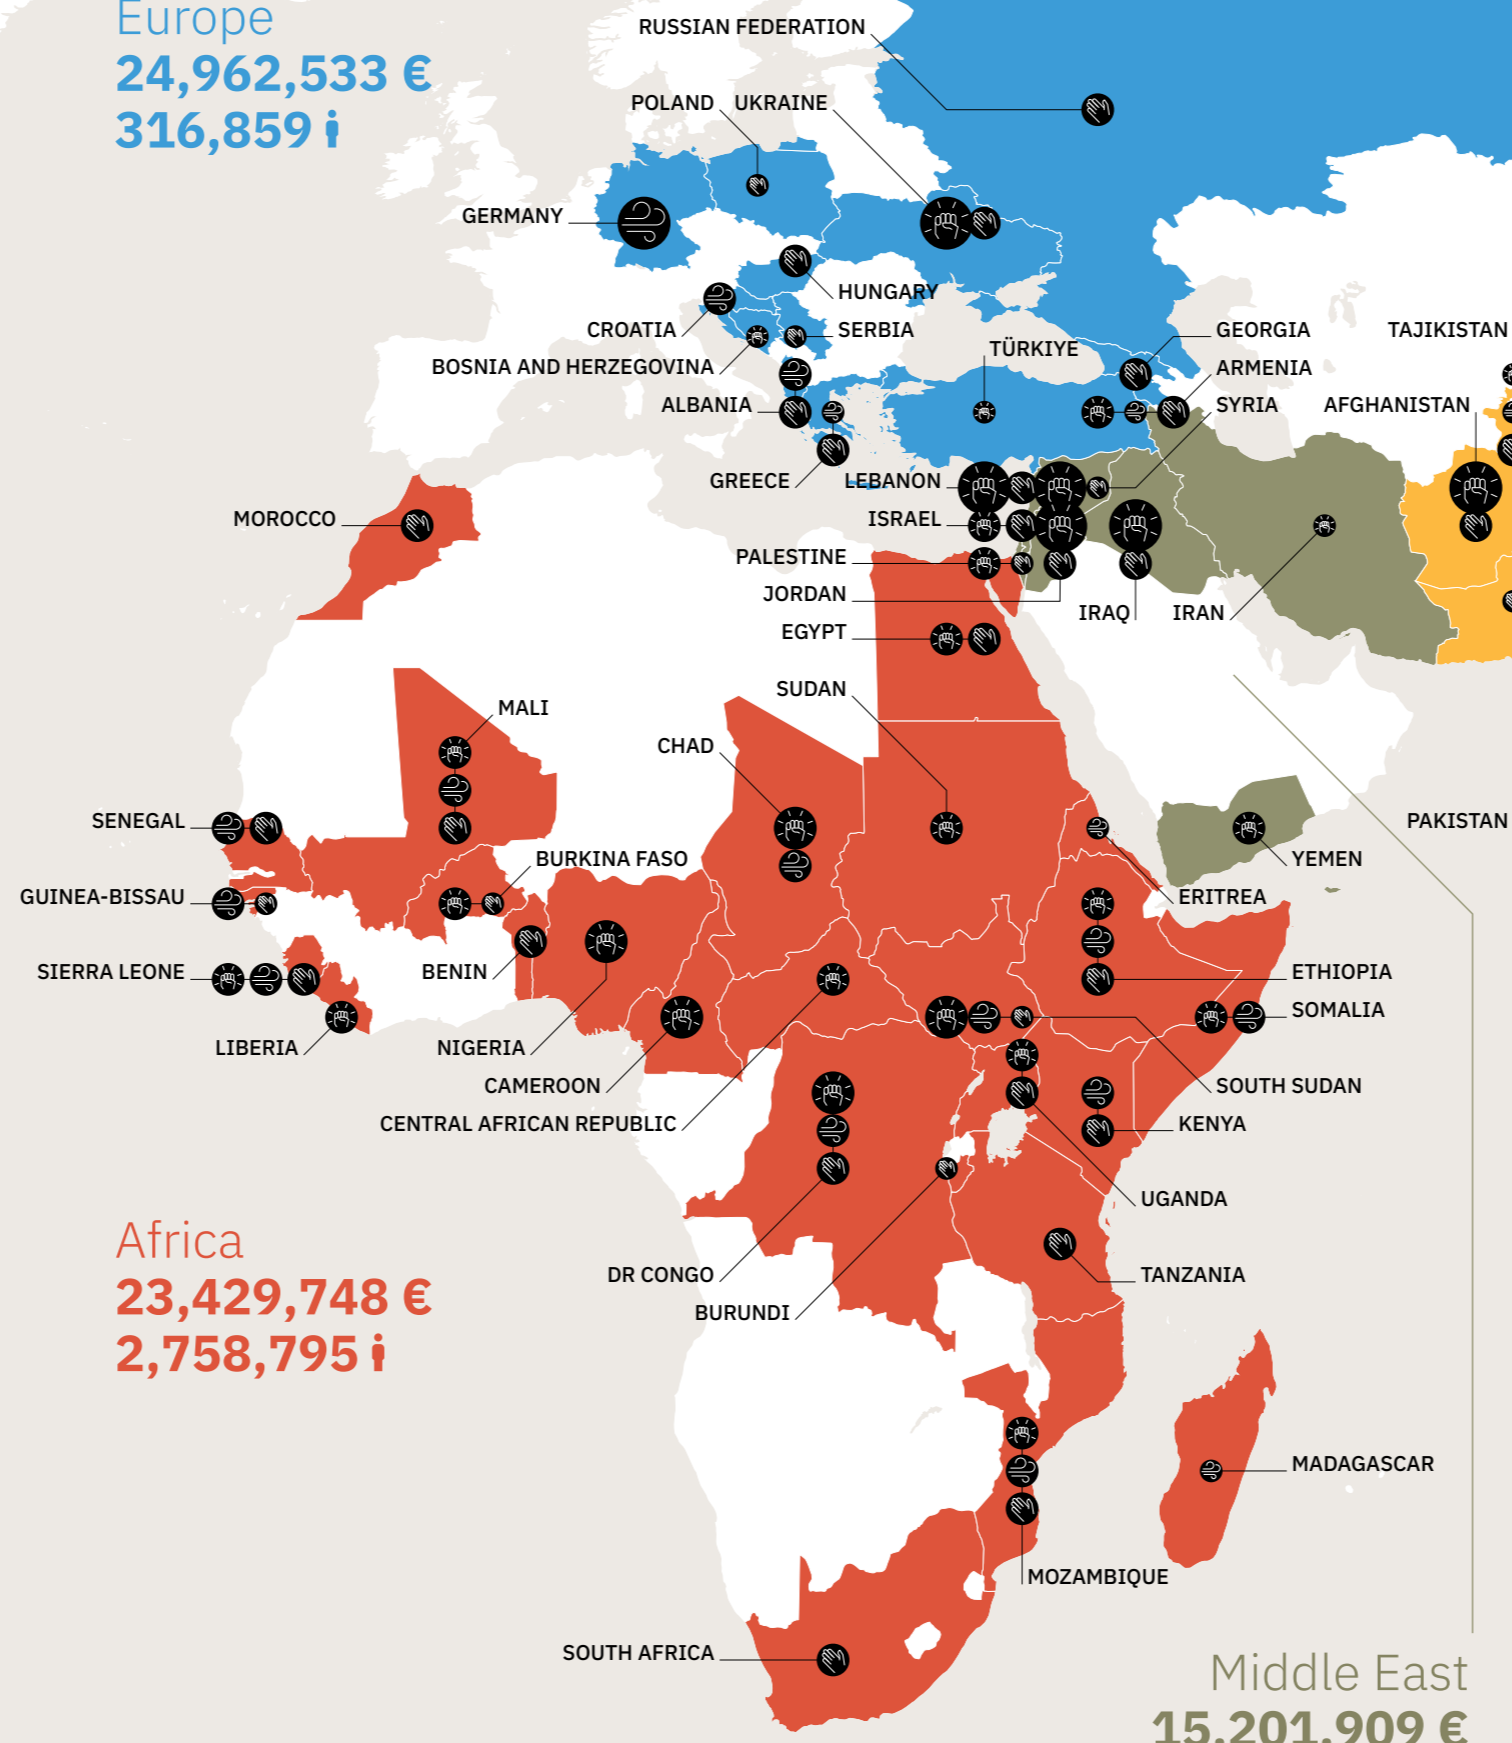 Europe
24,962,533 €
316,859
RUSSIAN FEDERATION
POLAND
UKRAINE
GERMANY
HUNGARY
CROATIA
SERBIA
BOSNIA AND HERZEGOVINA
TÜRKIYE
GEORGIA
TAJIKISTAN
ARMENIA
ALBANIA
SYRIA
AFGHANISTAN
GREECE
LEBANON
MOROCCO
ISRAEL
PALESTINE
JORDAN
IRAQ
IRAN
EGYPT
SUDAN
MALI
CHAD
SENEGAL
PAKISTAN
BURKINA FASO
YEMEN
GUINEA-BISSAU
ERITREA
SIERRA LEONE
BENIN
ETHIOPIA
SOMALIA
LIBERIA
NIGERIA
CAMEROON
SOUTH SUDAN
CENTRAL AFRICAN REPUBLIC
KENYA
UGANDA
Africa
23,429,748 €
2,758,795
DR CONGO
TANZANIA
BURUNDI
MADAGASCAR
MOZAMBIQUE
SOUTH AFRICA
Middle East
15,201,909 €